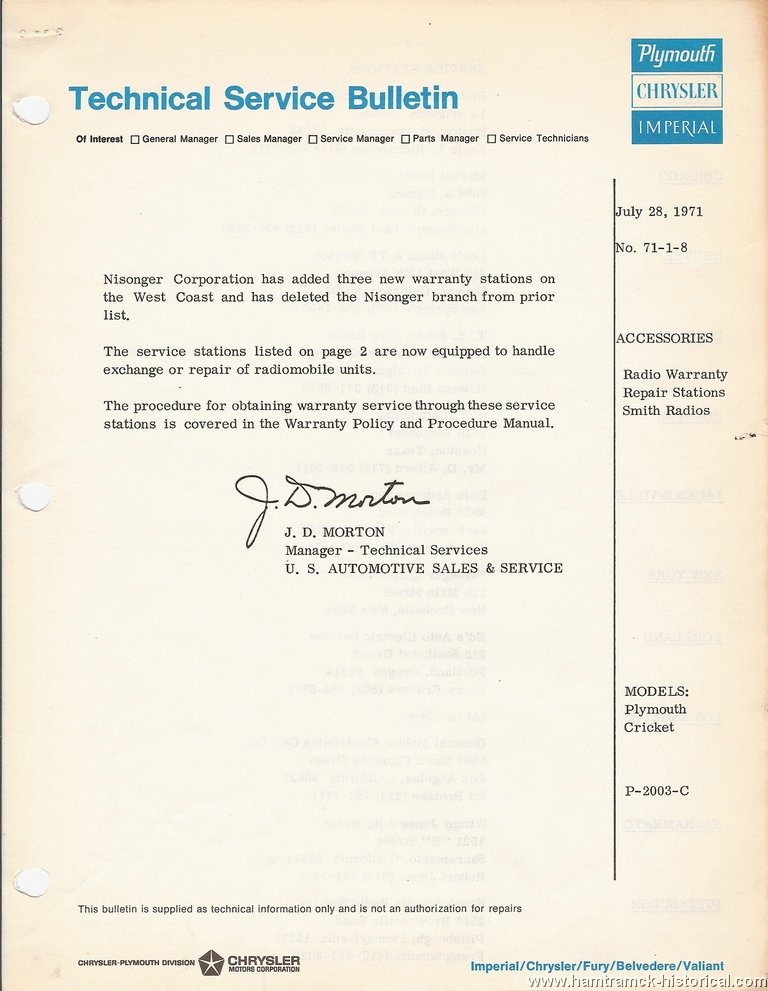 Plymouth
CHRYSLER
IMPERIAL
Technical Service Bulletin
Of Interest □ General Manager □ Sales Manager □ Service Manager □ Parts Manager □ Service Technicians
July 28, 1971
No. 71-1-8
Nisonger Corporation has added three new warranty stations on
the West Coast and has deleted the Nisonger branch from prior
list.
The service stations listed on page 2 are now equipped to handle
exchange or repair of radiomobile units.
The procedure for obtaining warranty service through these service
stations is covered in the Warranty Policy and Procedure Manual.
ACCESSORIES
Radio Warranty
Repair Stations
Smith Radios
J. D. Morton
J. D. MORTON
Manager - Technical Services
U. S. AUTOMOTIVE SALES & SERVICE
MODELS:
Plymouth
Cricket
P-2003-C
This bulletin is supplied as technical information only and is not an authorization for repairs
CHRYSLER-PLYMOUTH DIVISION
CHRYSLER
MOTORS CORPORATION
Imperial/Chrysler/Fury/Belvedere/Valiant
www.hamtramck-historical.com